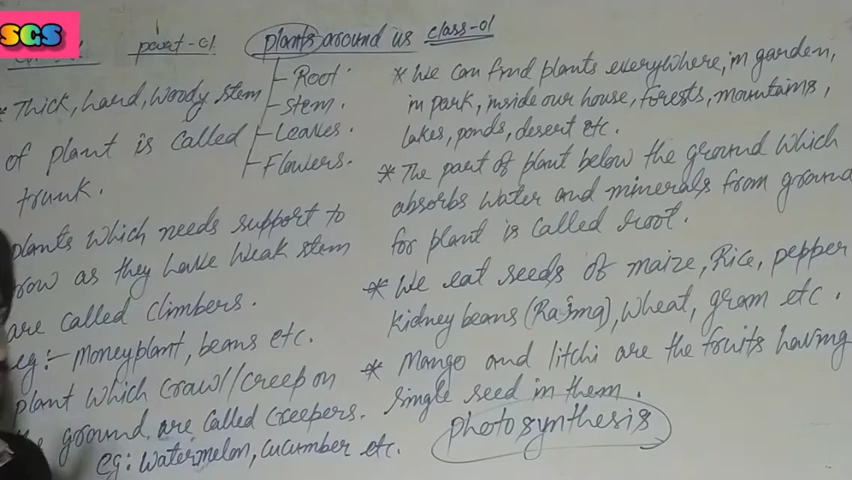 SGS
part-01
plants around us class-01
Root
Stem.
Leaves.
Flowers.
* Thick, hard, woody stem
of plant is called
trunk.
plants which needs support to
row as they have weak stem
are called climbers.
eg:- Moneyplant, beans etc.
plant which crawl/creep on
ground are called creepers.
eg: watermelon, cucumber etc.
* We can find plants everywhere, in garden,
in park, inside our house, forests, mountains,
lakes, ponds, desert etc.
* The part of plant below the ground which
absorbs water and minerals from ground
for plant is called root.
* We eat seeds of maize, Rice, pepper
kidney beans (Rajma), wheat, gram etc.
* Mango and litchi are the fruits having
single seed in them.
photosynthesis